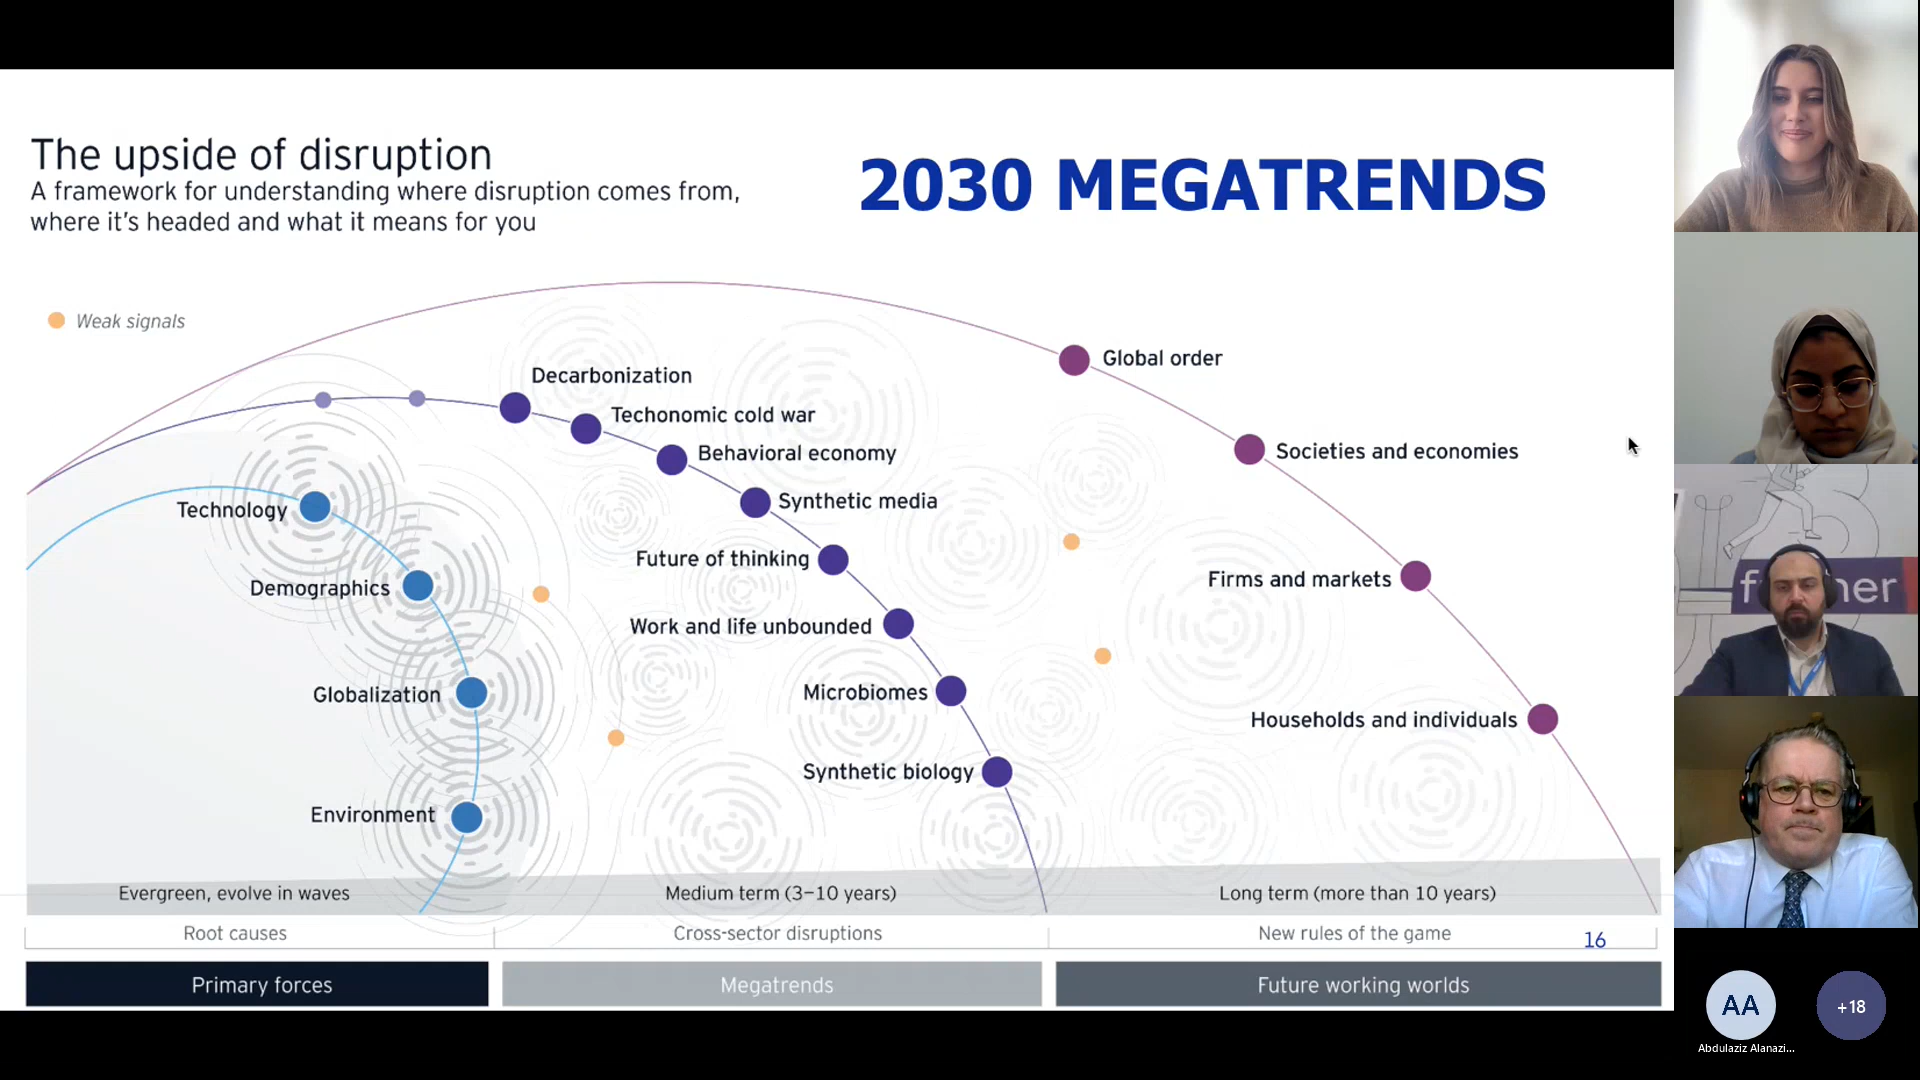 The upside of disruption
A framework for understanding where disruption comes from,
where it's headed and what it means for you
2030 MEGATRENDS
Weak signals
Global order
Decarbonization
Techonomic cold war
Behavioral economy
Societies and economies
Synthetic media
Technology
Future of thinking
Firms and markets
Demographics
Work and life unbounded
Globalization
Microbiomes
Households and individuals
Synthetic biology
Environment
Evergreen, evolve in waves
Medium term (3–10 years)
Long term (more than 10 years)
Root causes
Cross-sector disruptions
New rules of the game
16
Primary forces
Megatrends
Future working worlds
AA
+18
Abdulaziz Alanazi...